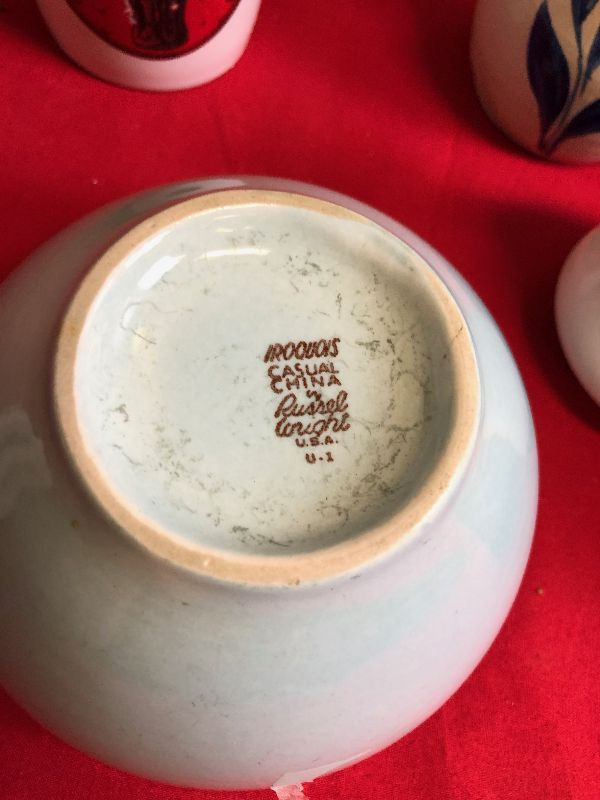 IROQUOIS
CASUAL
CHINA
by
Russel
Wright
U.S.A.
U-1